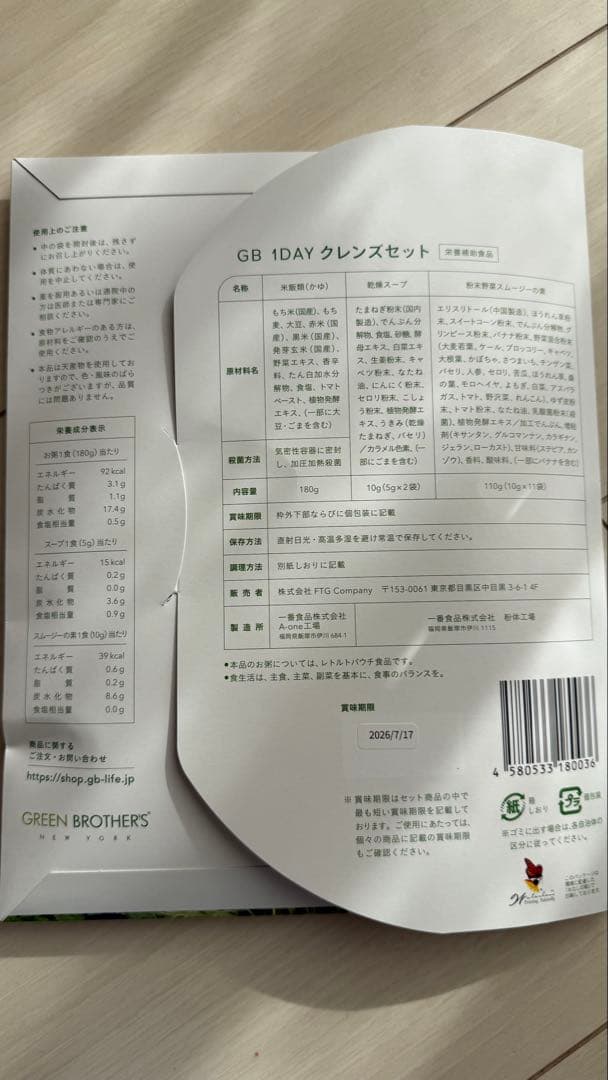 使用上のご注意
● 中の袋を開封後は、残さず
にお召し上がりください。
● 体質にあわない場合は、使
用を中止してください。
● 薬を服用あるいは通院中の
方は医師または専門家にご
相談ください。
● 食物アレルギーのある方は、
原材料をご確認のうえでご
使用ください。
● 本品は天産物を使用してお
りますので、色・風味のばら
つきがございますが、品質
には問題ありません。
栄養成分表示
お粥1食(180g)当たり
エネルギー 92kcal
たんぱく質 3.1g
脂質 1.1g
炭水化物 17.4g
食塩相当量 0.5g
スープ1食(5g)当たり
エネルギー 15kcal
たんぱく質 0.2g
脂質 0.0g
炭水化物 3.6g
食塩相当量 0.9g
スムージーの素1食(10g)当たり
エネルギー 39kcal
たんぱく質 0.6g
脂質 0.2g
炭水化物 8.6g
食塩相当量 0.0g
商品に関する
ご注文・お問い合わせ
https://shop.gb-life.jp
GREEN BROTHER'S
NEW YORK
GB 1DAY クレンズセット 栄養補助食品
名称 米飯類(かゆ) 乾燥スープ 粉末野菜スムージーの素
原材料名
もち米(国産)、もち
麦、大豆、赤米(国
産)、黒米(国産)、
発芽玄米(国産)、
野菜エキス、香辛
料、たん白加水分
解物、食塩、トマト
ペースト、植物発酵
エキス、(一部に大
豆・ごまを含む)
たまねぎ粉末(国内
製造)、でんぷん分
解物、食塩、砂糖、酵
母エキス、白菜エキ
ス、生姜粉末、キャ
ベツ粉末、なたね
油、にんにく粉末、
セロリ粉末、こしょ
う粉末、植物発酵エ
キス、うきみ(乾燥
たまねぎ、パセリ)
/カラメル色素、(一
部にごまを含む)
エリスリトール(中国製造)、ほうれん草粉
末、スイートコーン粉末、でんぷん分解物、グ
リンピース粉末、バナナ粉末、野菜混合粉末
(大麦若葉、ケール、ブロッコリー、キャベツ、
大根葉、かぼちゃ、さつまいも、チンゲン菜、
パセリ、人参、セロリ、苦瓜、ほうれん草、桑
の葉、モロヘイヤ、よもぎ、白菜、アスパラ
ガス、トマト、野沢菜、れんこん)、ゆず皮粉
末、トマト粉末、なたね油、乳酸菌粉末(殺
菌)、植物発酵エキス/加工でんぷん、増粘
剤(キサンタン、グルコマンナン、カラギナン、
ジェラン、ローカスト)、甘味料(ステビア、カン
ゾウ)、香料、酸味料、(一部にバナナを含む)
殺菌方法 気密性容器に密封
し、加圧加熱殺菌
内容量 180g 10g(5g×2袋) 110g(10g×11袋)
賞味期限 枠外下部ならびに個包装に記載
保存方法 直射日光・高温多湿を避け常温で保存してください。
調理方法 別紙しおりに記載
販売者 株式会社 FTG Company 〒153-0061 東京都目黒区中目黒 3-6-1 4F
製造所
一番食品株式会社
A-one工場
福岡県飯塚市伊川 684-1
一番食品株式会社 粉体工場
福岡県飯塚市伊川 1115
●本品のお粥については、レトルトパウチ食品です。
●食生活は、主食、主菜、副菜を基本に、食事のバランスを。
賞味期限
2026/7/17
4 580533 180036
※賞味期限はセット商品の中で
最も短い賞味期限を記載して
おります。ご使用にあたっては、
個々の商品に記載の賞味期限
もご確認ください。
紙 箱
しおり
プラ 個包装
※ゴミに出す場合は、各自治体の
区分に従ってください。